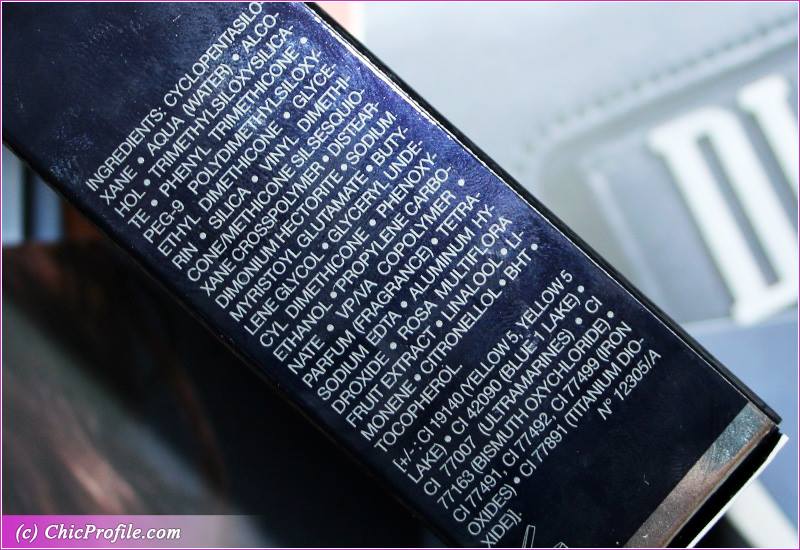 INGREDIENTS: CYCLOPENTASILO-
XANE • AQUA (WATER) • ALCO-
HOL • TRIMETHYLSILOXYSILICA-
TE • PHENYL TRIMETHICONE •
PEG-9 POLYDIMETHYLSILOXY-
ETHYL DIMETHICONE • GLYCE-
RIN • SILICA • VINYL DIMETHI-
CONE/METHICONE SILSESQUIO-
XANE CROSSPOLYMER • DISTEAR-
DIMONIUM HECTORITE • SODIUM
MYRISTOYL GLUTAMATE • BUTY-
LENE GLYCOL • GLYCERYL UNDE-
CYL DIMETHICONE • PHENOXY-
ETHANOL • PROPYLENE CARBO-
NATE • VP/VA COPOLYMER •
PARFUM (FRAGRANCE) • TETRA-
SODIUM EDTA • ALUMINUM HY-
DROXIDE • ROSA MULTIFLORA
FRUIT EXTRACT • LINALOOL • LI-
MONENE • CITRONELLOL • BHT •
TOCOPHEROL
[+/- : CI 19140 (YELLOW 5, YELLOW 5
LAKE) • CI 42090 (BLUE 1 LAKE) •
CI 77007 (ULTRAMARINES) • CI
77163 (BISMUTH OXYCHLORIDE) •
CI 77491, CI 77492, CI 77499 (IRON
OXIDES) • CI 77891 (TITANIUM DIO-
XIDE)].
N° 12305/A
DI
(c) ChicProfile.com